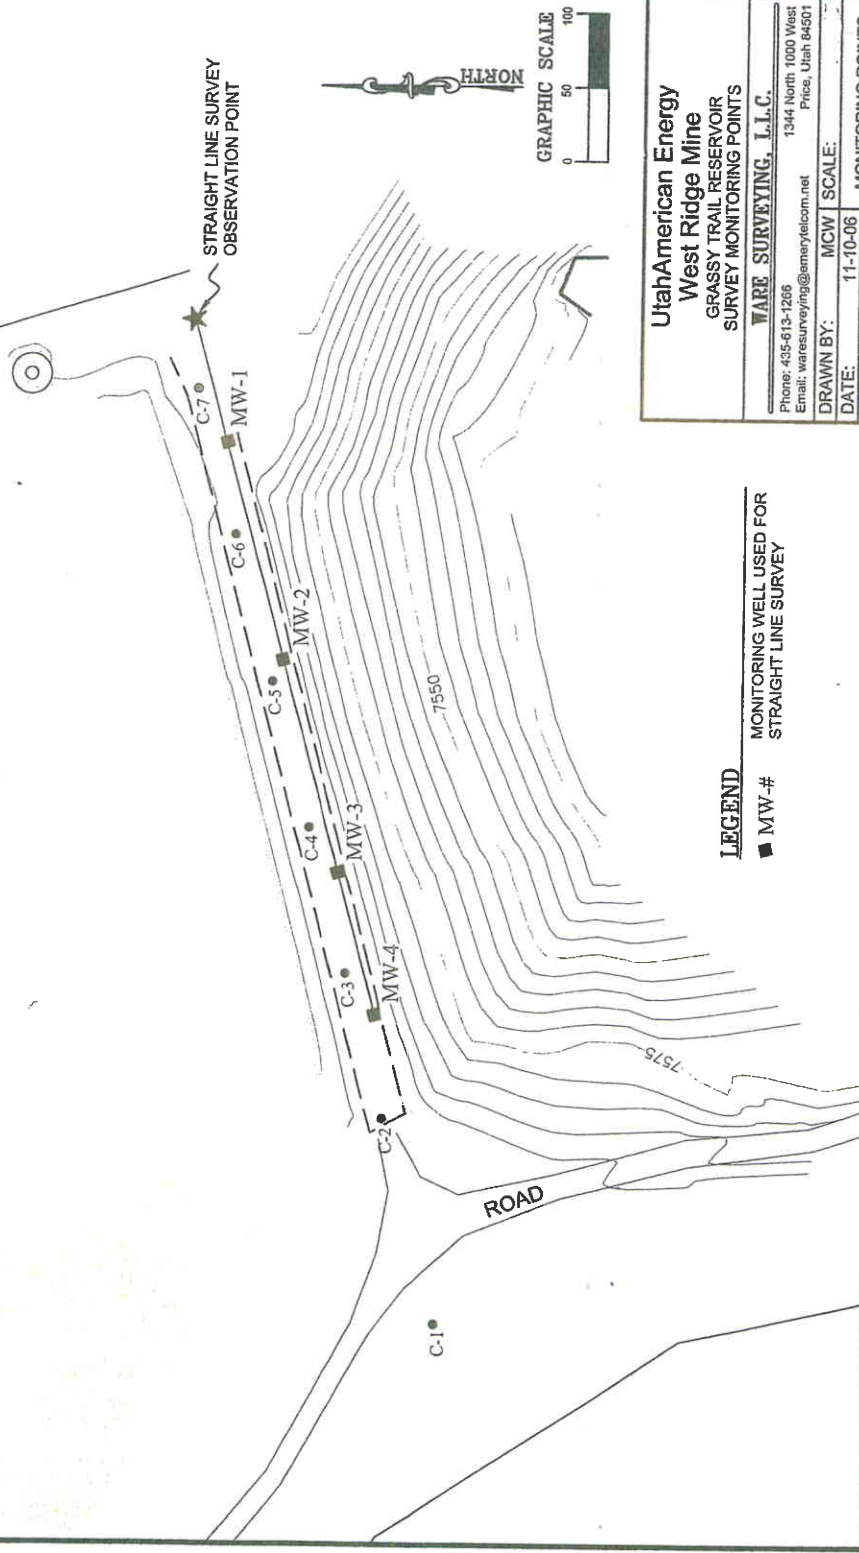 STRAIGHT LINE SURVEY
OBSERVATION POINT
C-7
MW-1
C-6
MW-2
C-5
C-4
MW-3
C-3
MW-4
C-2
C-1
ROAD
7550
7575
NORTH
GRAPHIC SCALE
0 50 100
LEGEND
MW-# MONITORING WELL USED FOR
STRAIGHT LINE SURVEY
UtahAmerican Energy
West Ridge Mine
GRASSY TRAIL RESERVOIR
SURVEY MONITORING POINTS
WARE SURVEYING, L.L.C.
Phone: 435-613-1266 1344 North 1000 West
Email: waresurveying@emerytelcom.net Price, Utah 84501
DRAWN BY: MCW SCALE:
DATE: 11-10-06 MONITORING POINTS